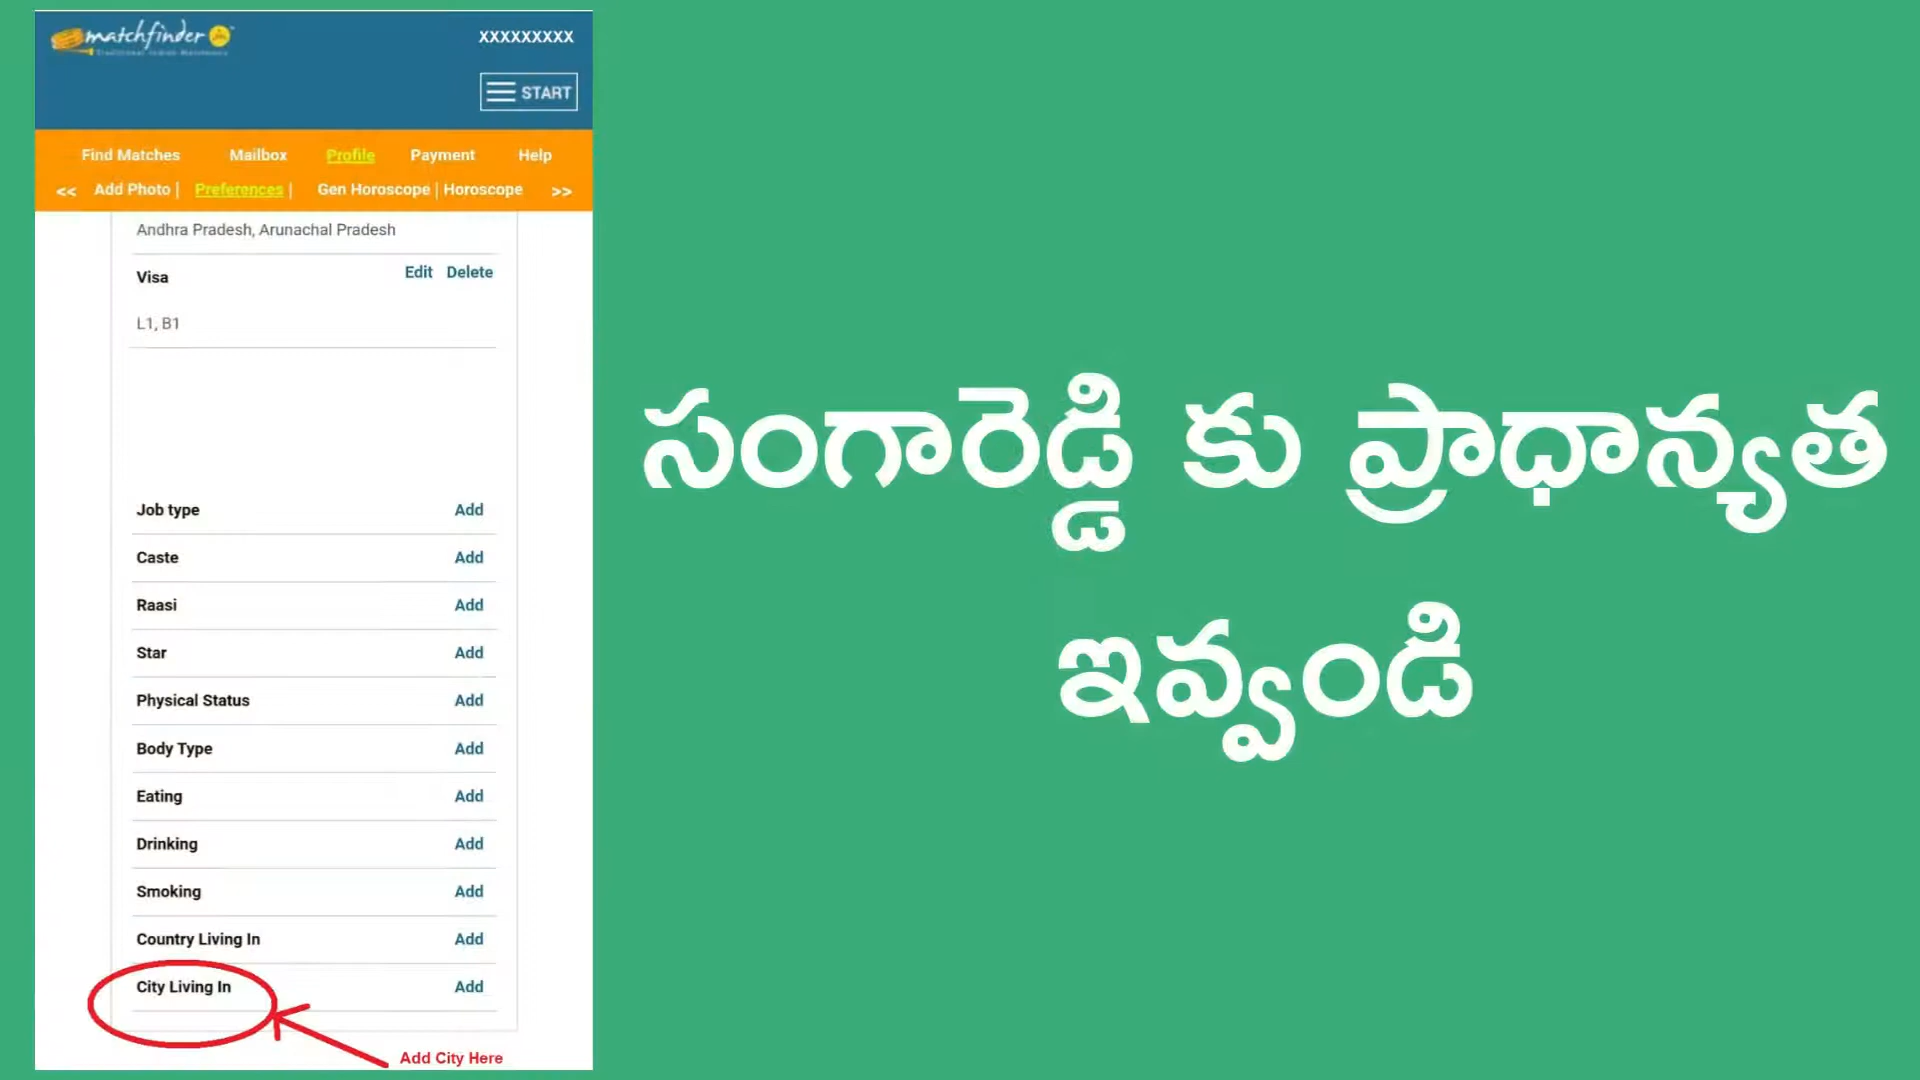 matchfinder
Traditional Indian Matrimony
XXXXXXXXX
START
Find Matches Mailbox Profile Payment Help
<< Add Photo | Preferences | Gen Horoscope | Horoscope >>
Andhra Pradesh, Arunachal Pradesh
Visa Edit Delete
L1, B1
Job type Add
Caste Add
Raasi Add
Star Add
Physical Status Add
Body Type Add
Eating Add
Drinking Add
Smoking Add
Country Living In Add
City Living In Add
Add City Here
సంగారెడ్డి కు ప్రాధాన్యత
ఇవ్వండి